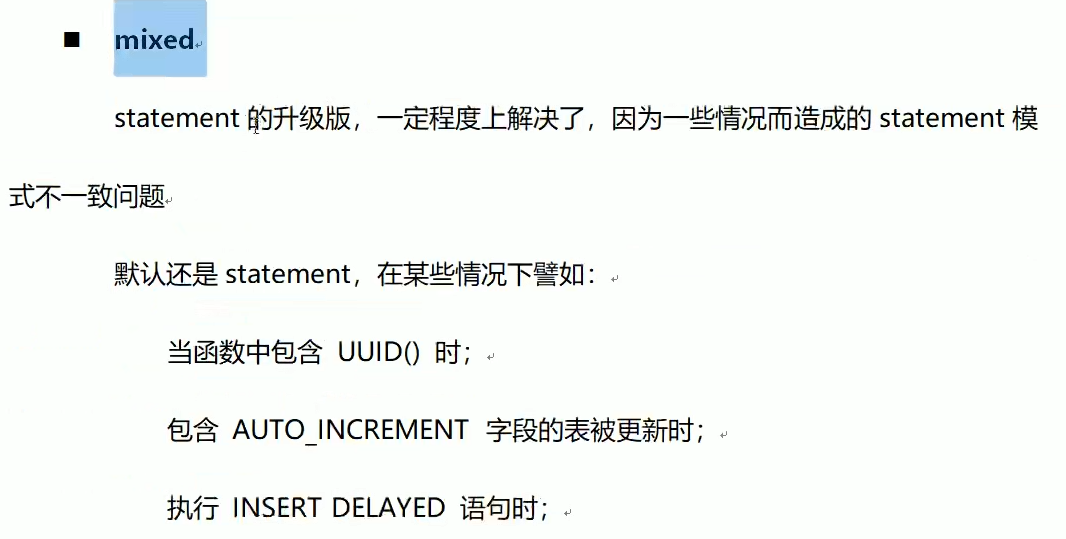 ■ mixed
statement 的升级版，一定程度上解决了，因为一些情况而造成的 statement 模
式不一致问题
默认还是 statement，在某些情况下譬如：
当函数中包含 UUID() 时；
包含 AUTO_INCREMENT 字段的表被更新时；
执行 INSERT DELAYED 语句时；